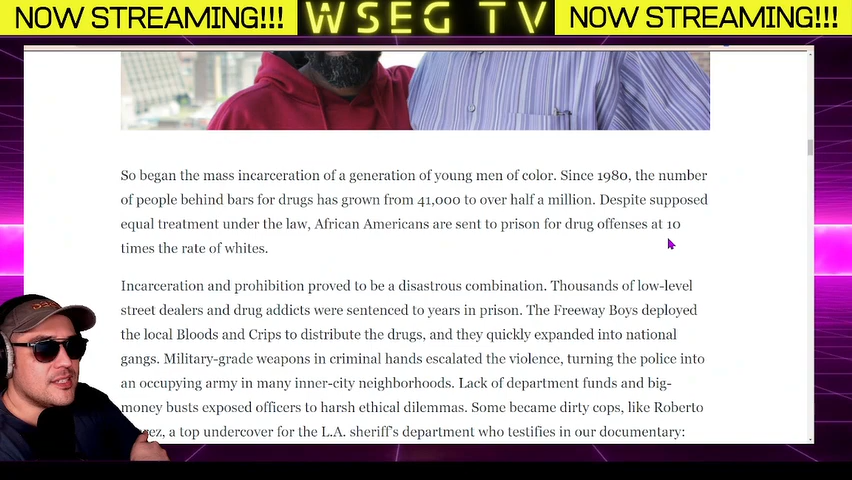 NOW STREAMING!!! WSEG TV NOW STREAMING!!!
So began the mass incarceration of a generation of young men of color. Since 1980, the number
of people behind bars for drugs has grown from 41,000 to over half a million. Despite supposed
equal treatment under the law, African Americans are sent to prison for drug offenses at 10
times the rate of whites.
Incarceration and prohibition proved to be a disastrous combination. Thousands of low-level
street dealers and drug addicts were sentenced to years in prison. The Freeway Boys deployed
the local Bloods and Crips to distribute the drugs, and they quickly expanded into national
gangs. Military-grade weapons in criminal hands escalated the violence, turning the police into
an occupying army in many inner-city neighborhoods. Lack of department funds and big-
money busts exposed officers to harsh ethical dilemmas. Some became dirty cops, like Roberto
a top undercover for the L.A. sheriff's department who testifies in our documentary: